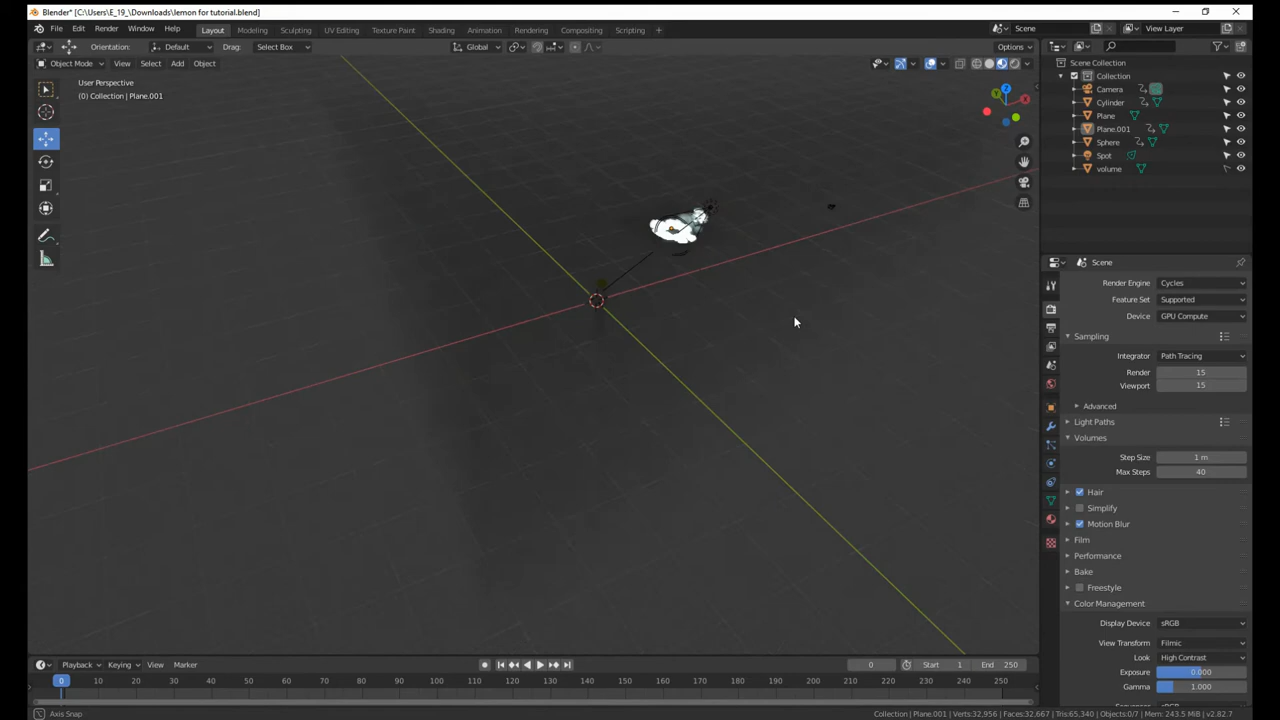 Blender* [C:\Users\E_19_\Downloads\lemon for tutorial.blend]
File Edit Render Window Help Layout Modeling Sculpting UV Editing Texture Paint Shading Animation Rendering Compositing Scripting + Scene View Layer
Orientation: Default Drag: Select Box Global Options
Object Mode View Select Add Object
User Perspective
(0) Collection | Plane.001
Z
X
Y
Scene Collection
Collection
Camera
Cylinder
Plane
Plane.001
Sphere
Spot
volume
Scene
Render Engine Cycles
Feature Set Supported
Device GPU Compute
Sampling
Integrator Path Tracing
Render 15
Viewport 15
Advanced
Light Paths
Volumes
Step Size 1 m
Max Steps 40
Hair
Simplify
Motion Blur
Film
Performance
Bake
Freestyle
Color Management
Display Device sRGB
View Transform Filmic
Look High Contrast
Exposure 0.000
Gamma 1.000
Playback Keying View Marker 0 Start 1 End 250
0 10 20 30 40 50 60 70 80 90 100 110 120 130 140 150 160 170 180 190 200 210 220 230 240 250
Axis Snap Collection | Plane.001 | Verts:32,956 | Faces:32,667 | Tris:65,340 | Objects:0/7 | Mem: 243.5 MiB | v2.82.7